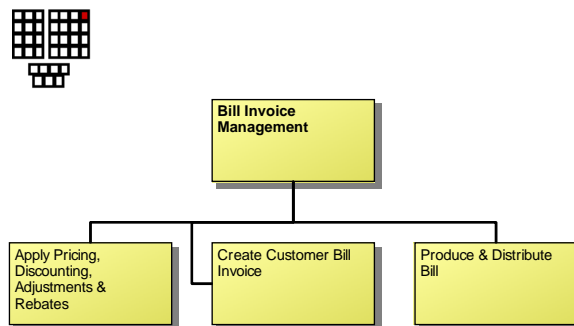 Bill Invoice
Management
Apply Pricing,
Discounting,
Adjustments &
Rebates
Create Customer Bill
Invoice
Produce & Distribute
Bill